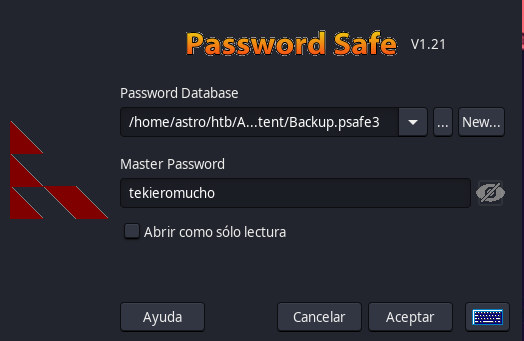 Password Safe V1.21
Password Database
/home/astro/htb/A...tent/Backup.psafe3 ... New...
Master Password
tekieromucho
Abrir como sólo lectura
Ayuda Cancelar Aceptar